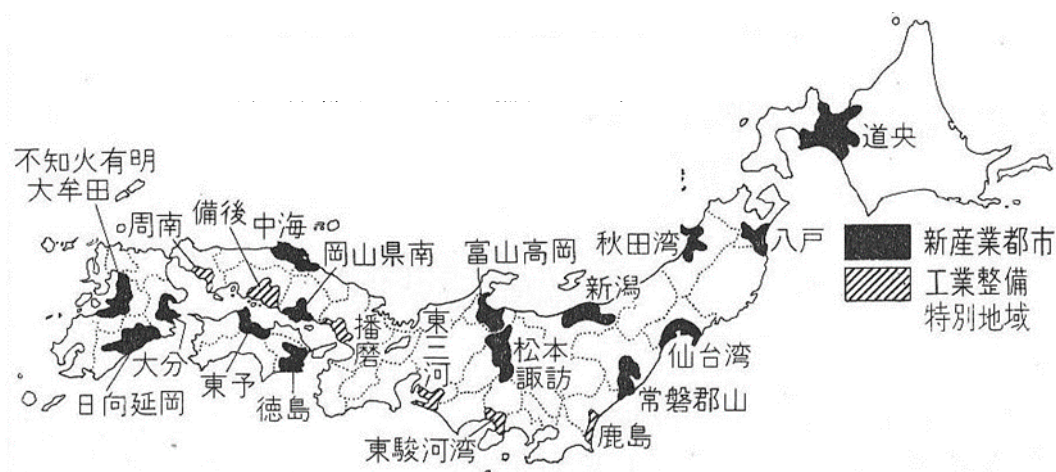 道央
不知火有明
大牟田
周南
備後
中海
岡山県南
富山高岡
新潟
秋田湾
八戸
新産業都市
工業整備
特別地域
播磨
東三河
松本
諏訪
仙台湾
常磐郡山
大分
東予
徳島
日向延岡
東駿河湾
鹿島